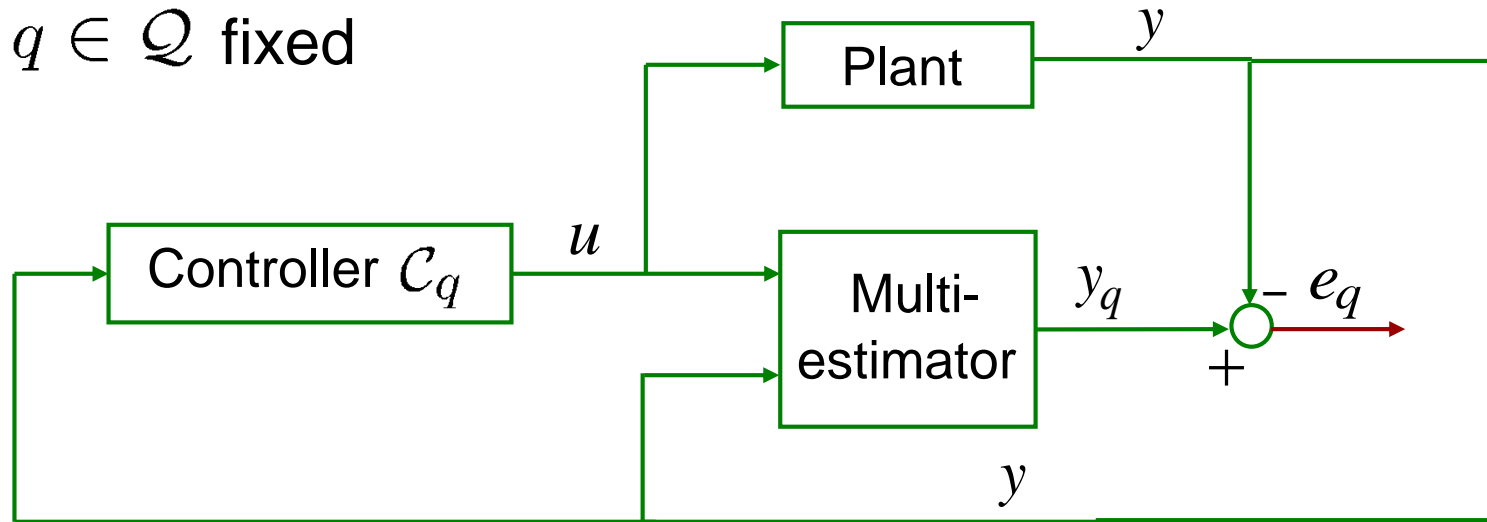 q ∈ 𝒬 fixed
y
Plant
Controller 𝒞_q
u
Multi-
estimator
y_q
− e_q
+
y